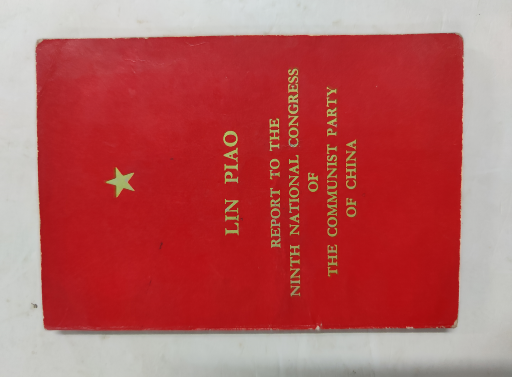 LIN PIAO
REPORT TO THE
NINTH NATIONAL CONGRESS
OF
THE COMMUNIST PARTY
OF CHINA